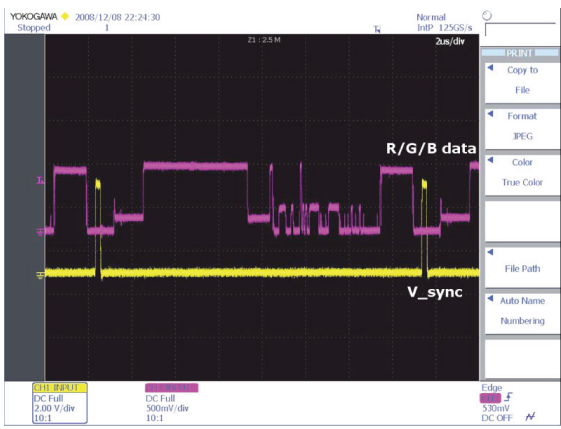 YOKOGAWA 2008/12/08 22:24:30
Normal
Stopped 1
IntP 125GS/s
Z1 : 2.5 M
2us/div
PRINT
Copy to
File
Format
JPEG
Color
True Color
File Path
Auto Name
Numbering
R/G/B data
V_sync
CH1 INPUT
DC Full
2.00 V/div
10:1
DC Full
500mV/div
10:1
Edge
530mV
DC OFF